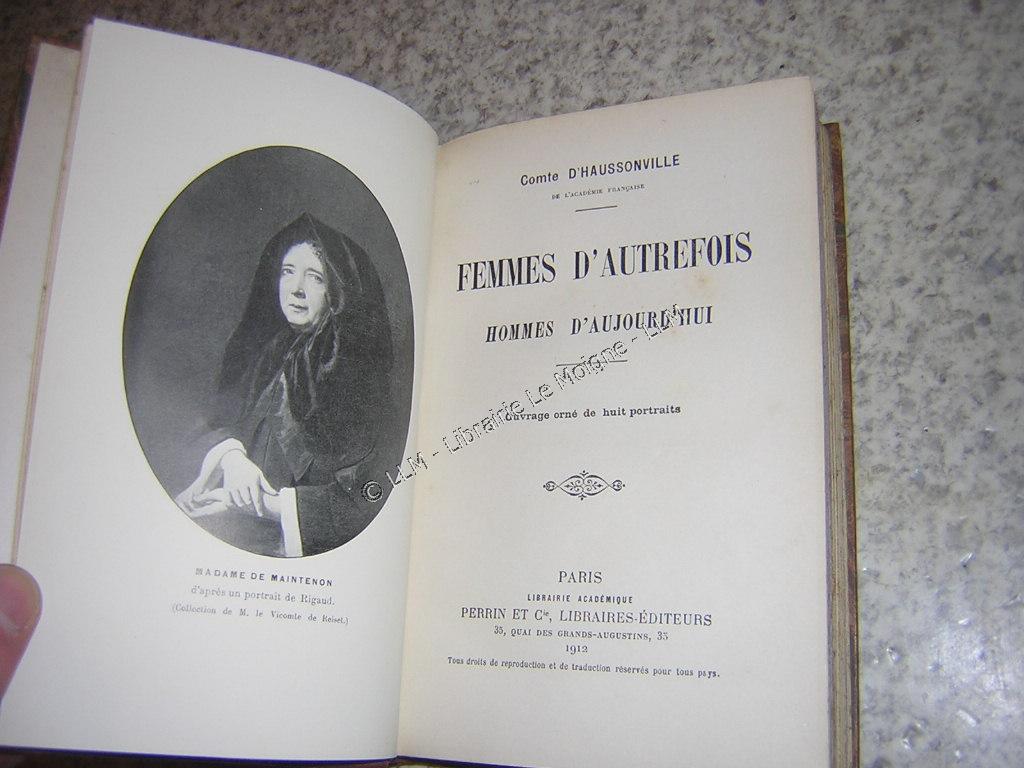 MADAME DE MAINTENON
d'après un portrait de Rigaud.
(Collection de M. le Vicomte de Reiset.)
Comte D'HAUSSONVILLE
DE L'ACADÉMIE FRANÇAISE
FEMMES D'AUTREFOIS
HOMMES D'AUJOURD'HUI
Ouvrage orné de huit portraits
PARIS
LIBRAIRIE ACADÉMIQUE
PERRIN ET Cie, LIBRAIRES-ÉDITEURS
35, QUAI DES GRANDS-AUGUSTINS, 35
1912
Tous droits de reproduction et de traduction réservés pour tous pays.
© LLM - Librairie Le Moigne - LLM